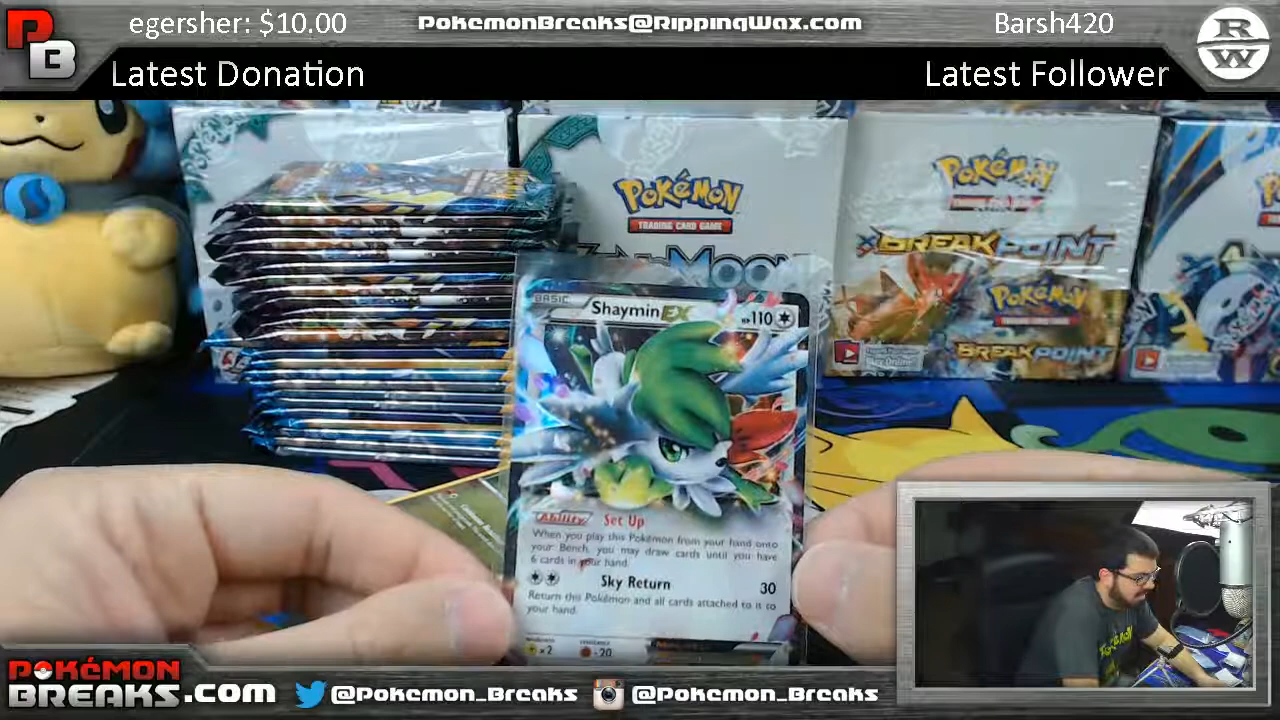 egersher: $10.00
PokemonBreaks@RippingWax.com
Barsh420
PB
Latest Donation
Latest Follower
RW
POKéMON
TRADING CARD GAME
POKéMON
BREAKPOINT
POKéMON
BREAKPOINT
BASIC
ShayminEX
HP110
Ability Set Up
When you play this Pokémon from your hand onto
your Bench, you may draw cards until you have
6 cards in your hand.
Sky Return 30
Return this Pokémon and all cards attached to it to
your hand.
×2
-20
POKéMON
BREAKS.com
@Pokemon_Breaks
@Pokemon_Breaks